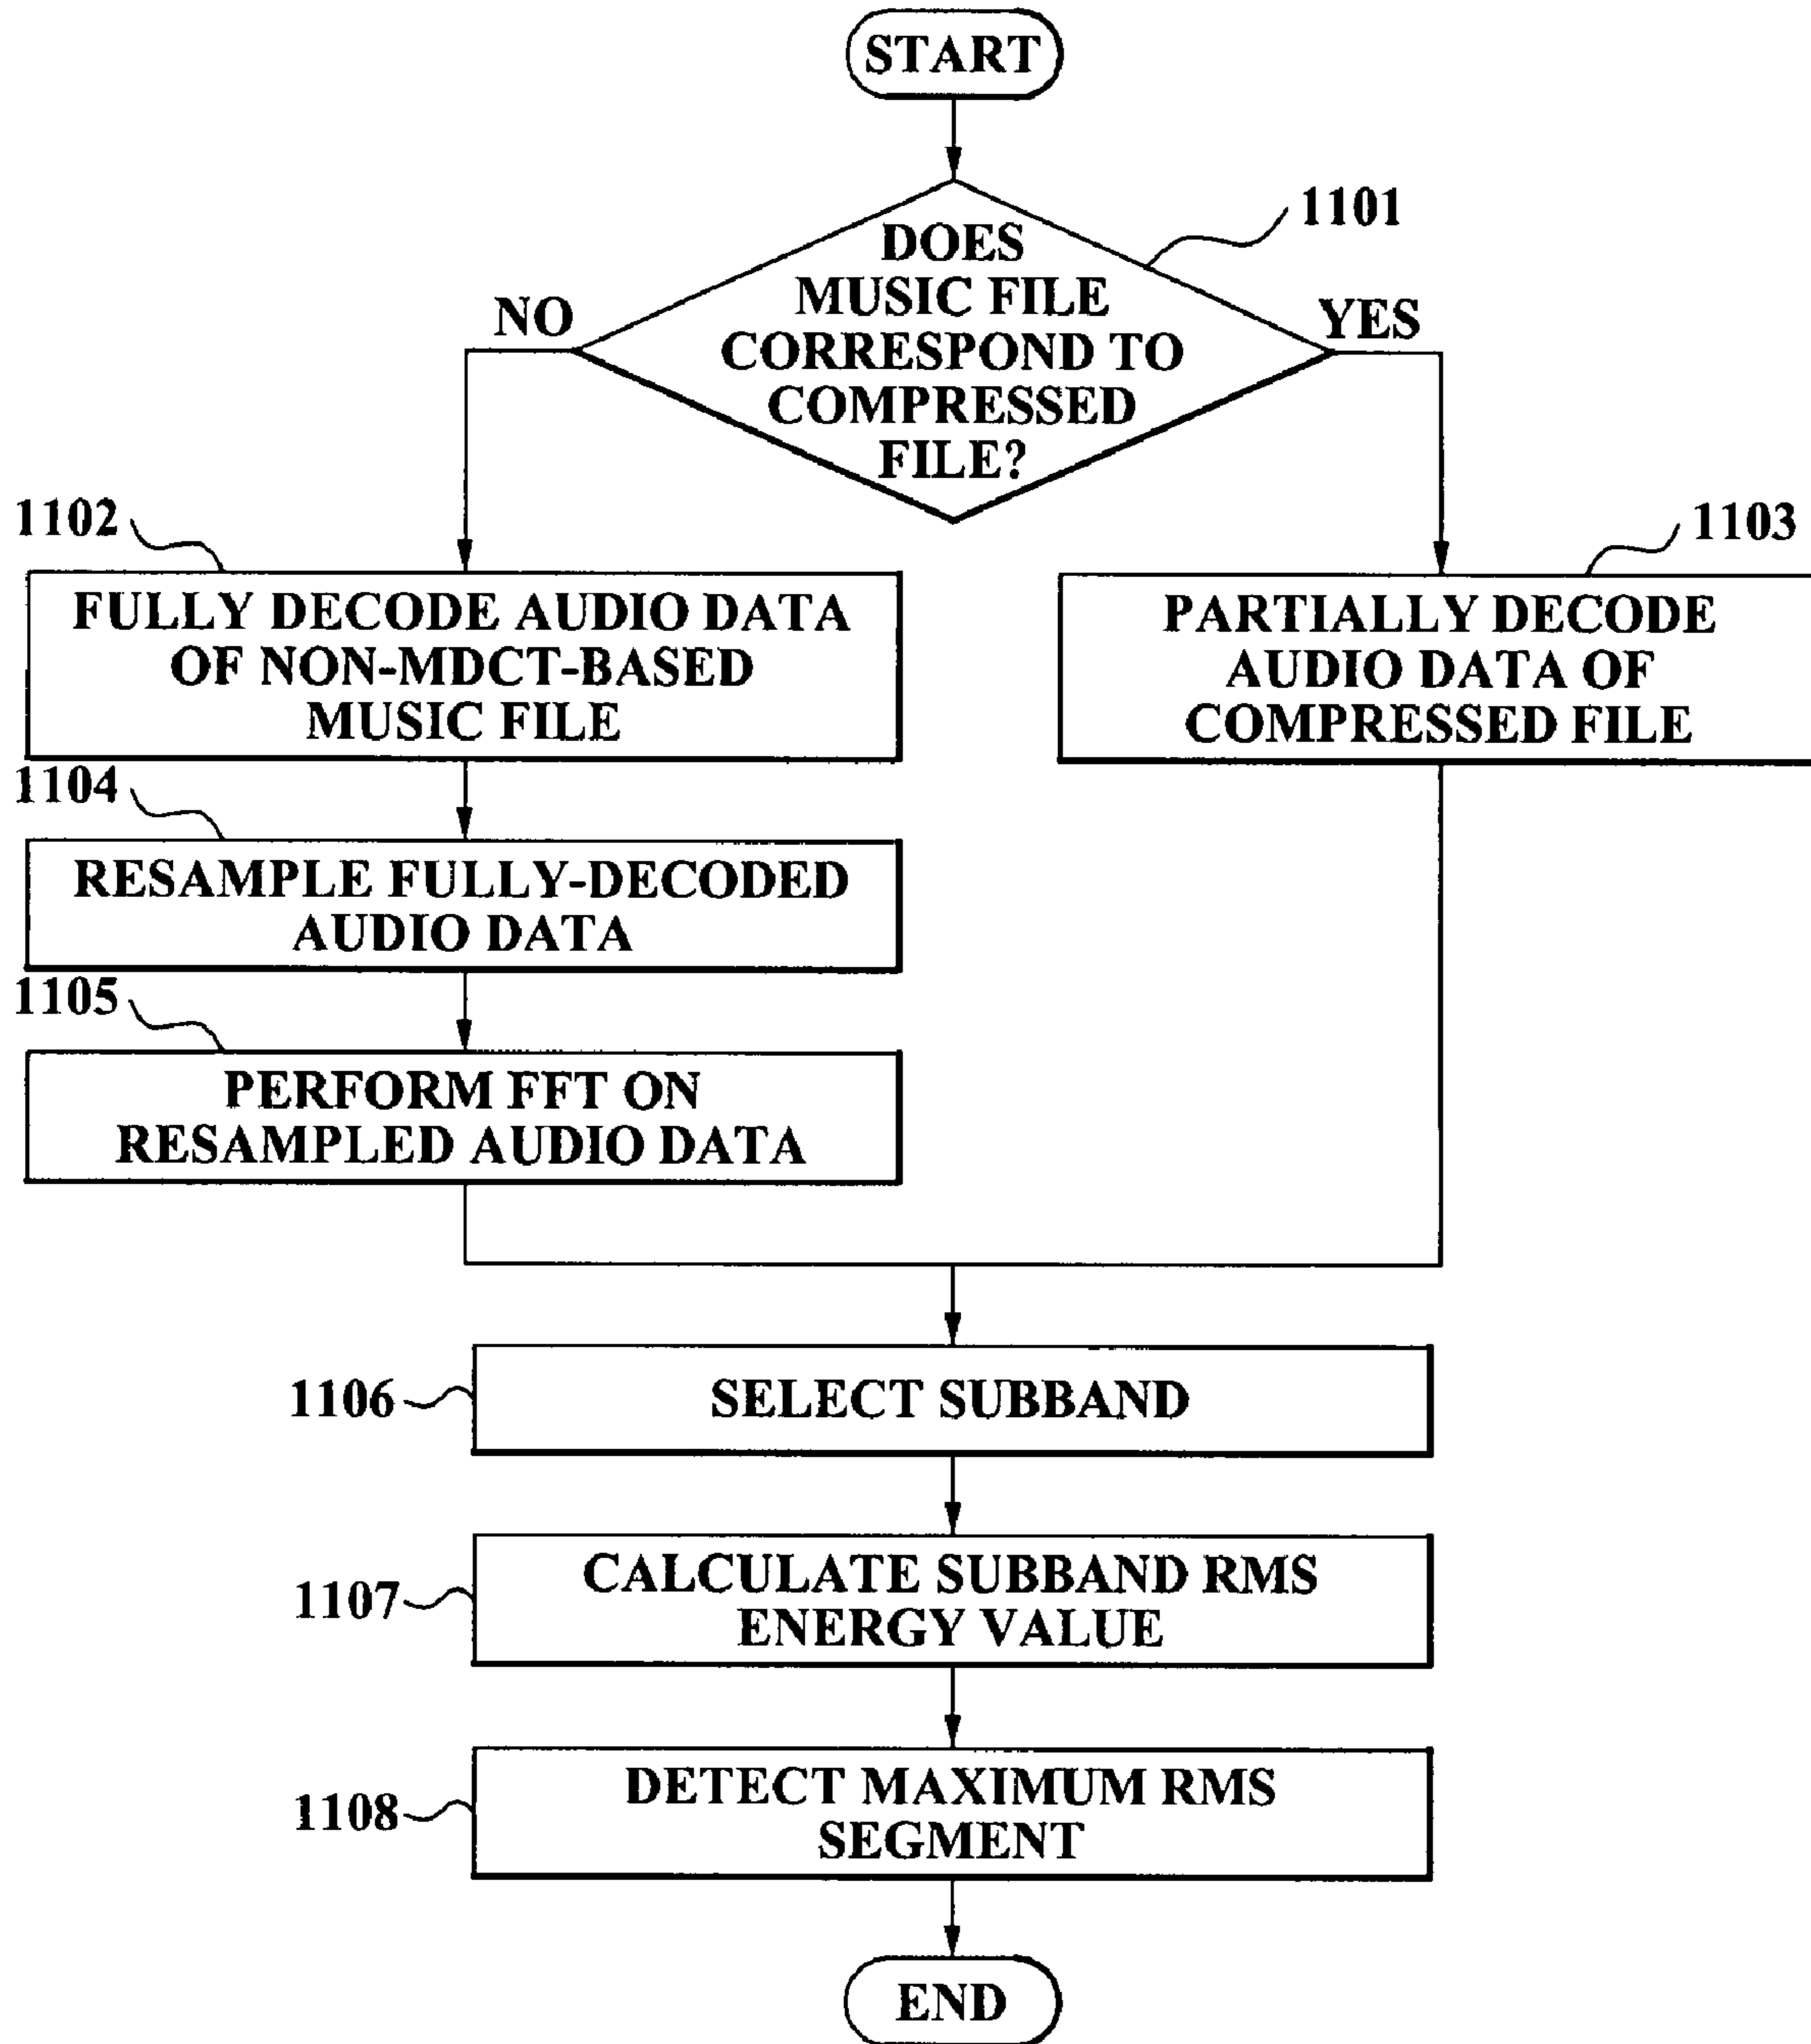 START
1101
DOES
MUSIC FILE
CORRESPOND TO
COMPRESSED
FILE?
NO
YES
1102
FULLY DECODE AUDIO DATA
OF NON-MDCT-BASED
MUSIC FILE
1103
PARTIALLY DECODE
AUDIO DATA OF
COMPRESSED FILE
1104
RESAMPLE FULLY-DECODED
AUDIO DATA
1105
PERFORM FFT ON
RESAMPLED AUDIO DATA
1106
SELECT SUBBAND
1107
CALCULATE SUBBAND RMS
ENERGY VALUE
1108
DETECT MAXIMUM RMS
SEGMENT
END